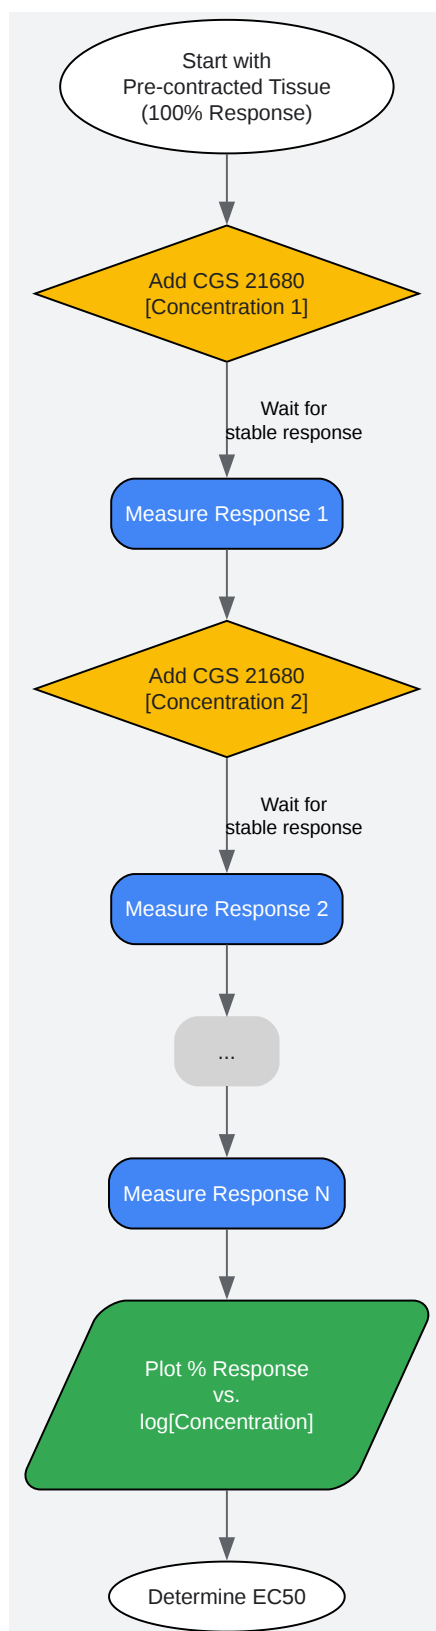 Start with
Pre-contracted Tissue
(100% Response)
Add CGS 21680
[Concentration 1]
Wait for
stable response
Measure Response 1
Add CGS 21680
[Concentration 2]
Wait for
stable response
Measure Response 2
...
Measure Response N
Plot % Response
vs.
log[Concentration]
Determine EC50